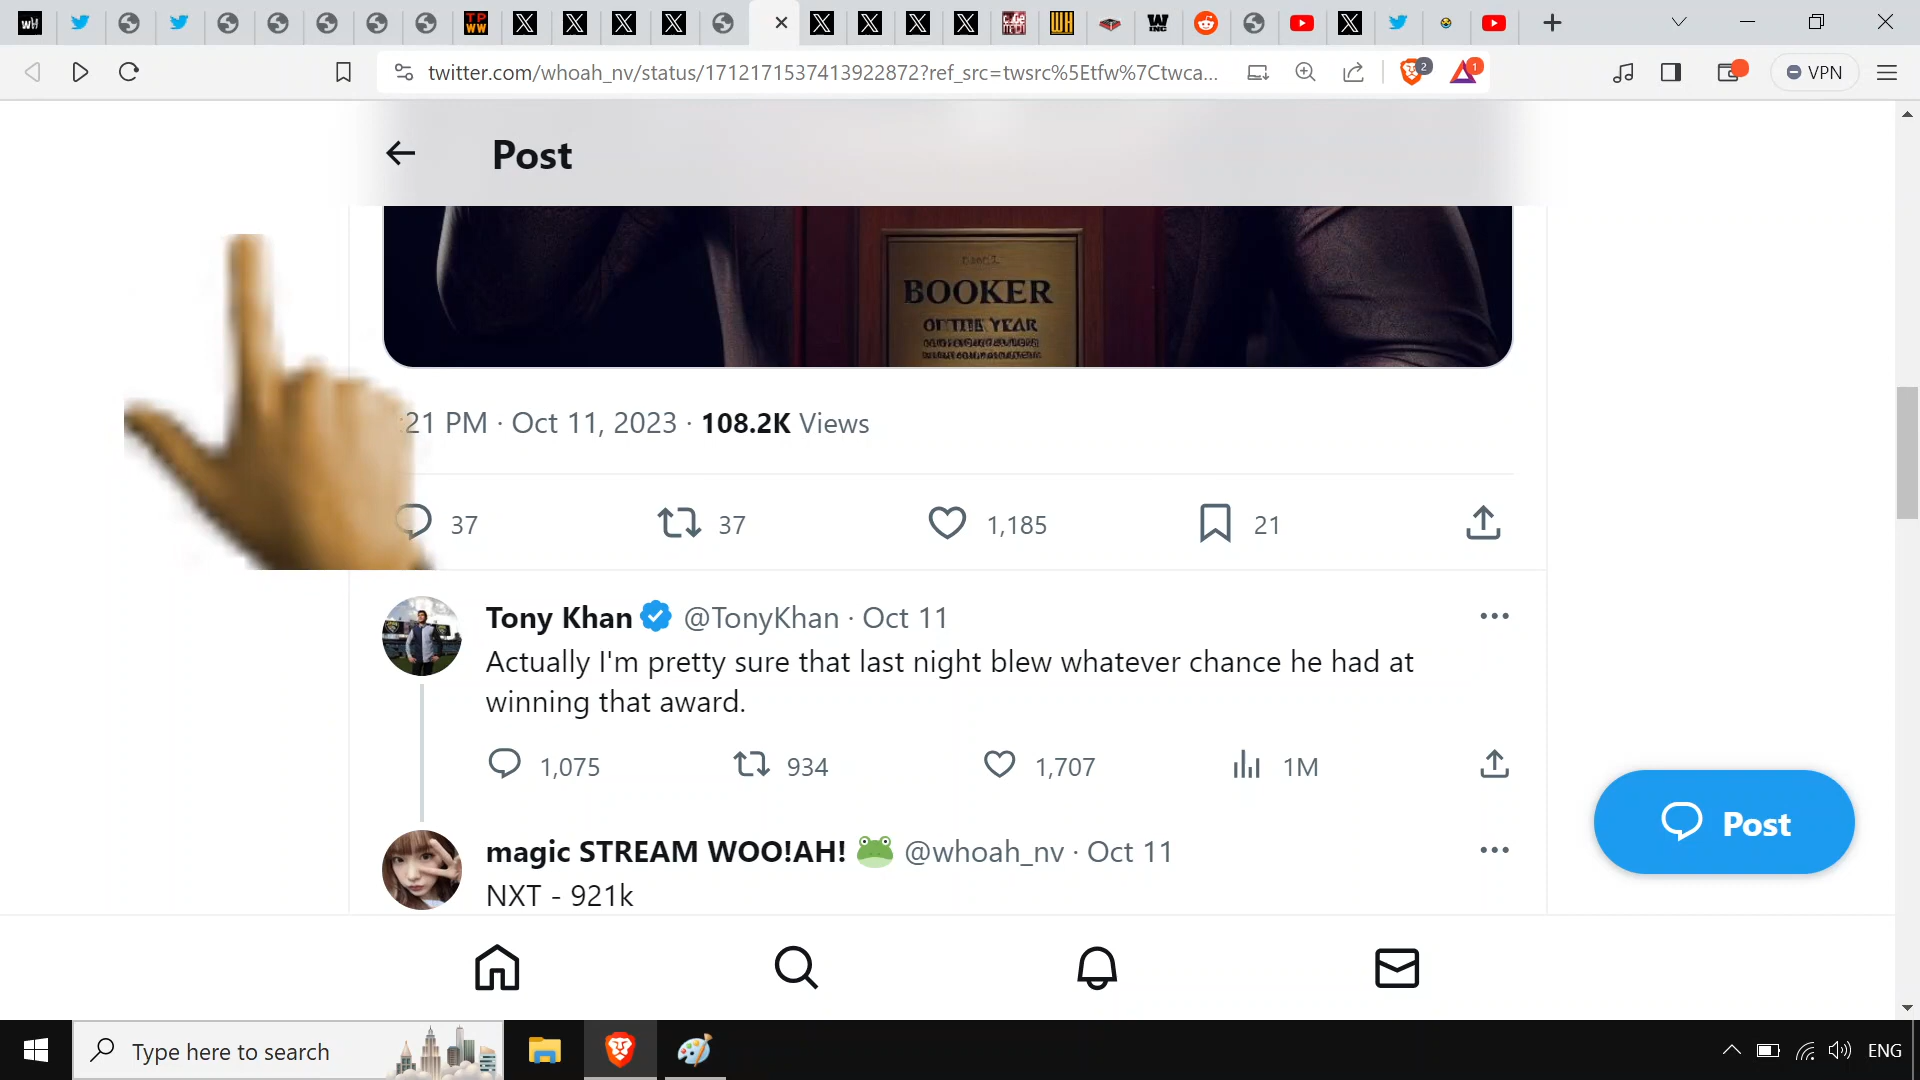 twitter.com/whoah_nv/status/1712171537413922872?ref_src=twsrc%5Etfw%7Ctwca...
2
1
VPN
Post
BOOKER
OF THE YEAR
:21 PM · Oct 11, 2023 · 108.2K Views
37
37
1,185
21
Tony Khan @TonyKhan · Oct 11
Actually I'm pretty sure that last night blew whatever chance he had at
winning that award.
1,075
934
1,707
1M
Post
magic STREAM WOO!AH! 🐸 @whoah_nv · Oct 11
NXT - 921k
Type here to search
ENG